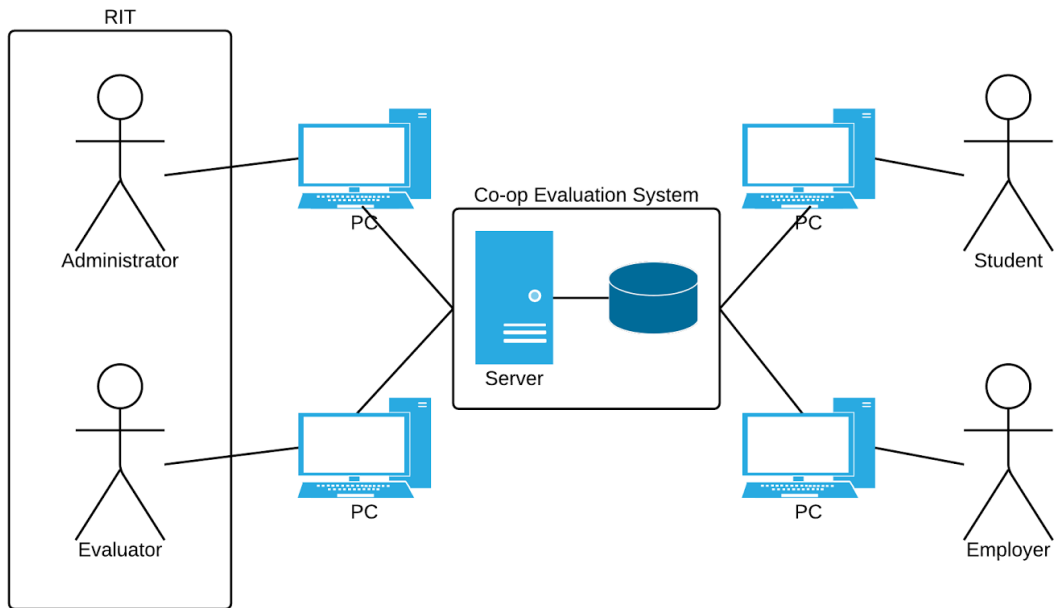 RIT
Administrator
PC
Co-op Evaluation System
PC
Student
Server
Evaluator
PC
PC
Employer